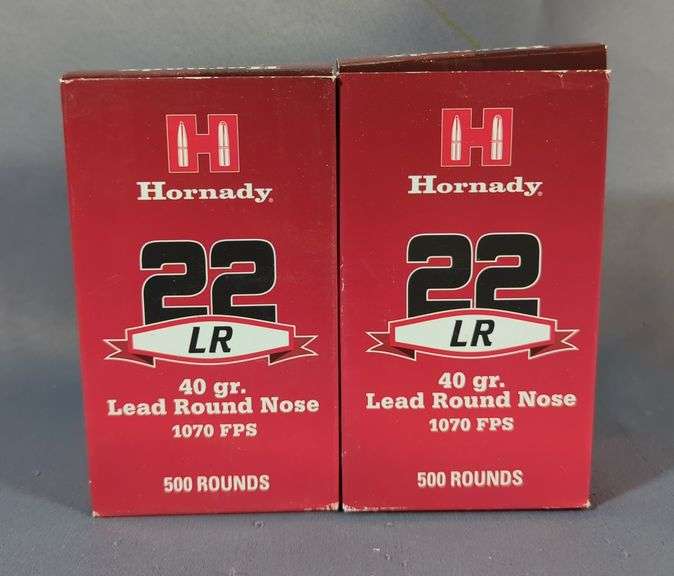 H
Hornady®
22
LR
40 gr.
Lead Round Nose
1070 FPS
500 ROUNDS
H
Hornady®
22
LR
40 gr.
Lead Round Nose
1070 FPS
500 ROUNDS